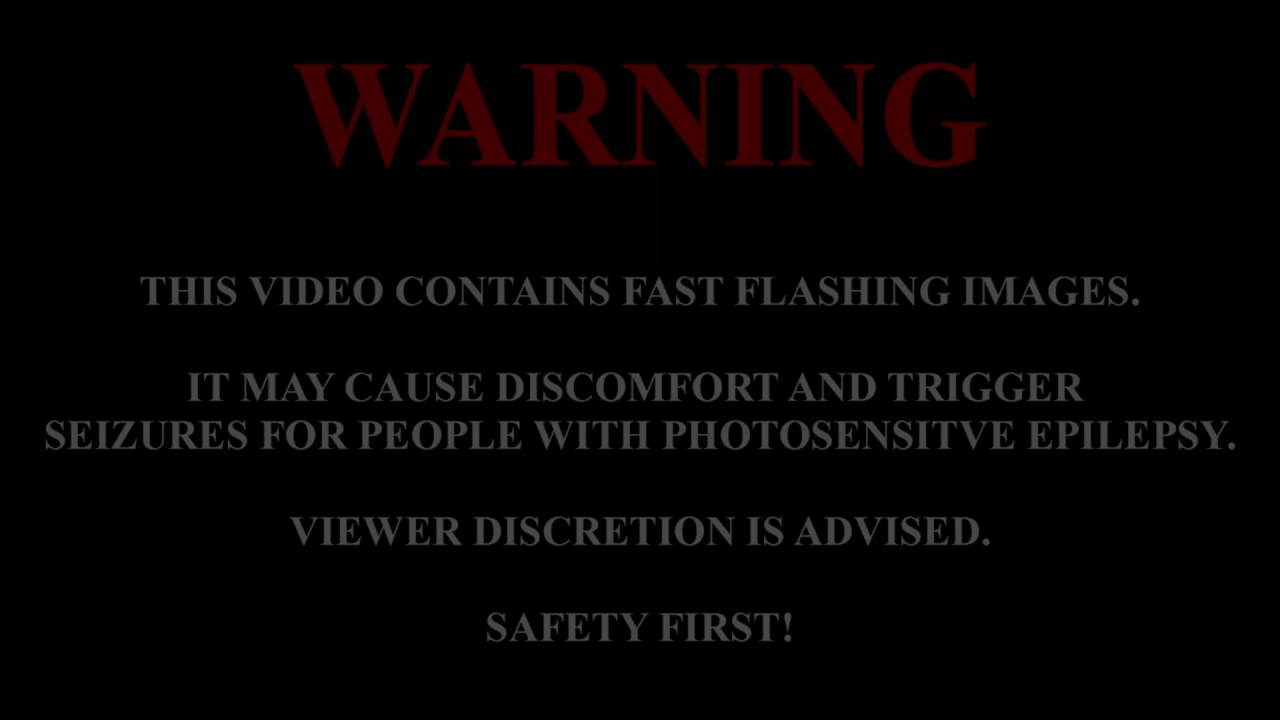 WARNING
THIS VIDEO CONTAINS FAST FLASHING IMAGES.
IT MAY CAUSE DISCOMFORT AND TRIGGER
SEIZURES FOR PEOPLE WITH PHOTOSENSITVE EPILEPSY.
VIEWER DISCRETION IS ADVISED.
SAFETY FIRST!